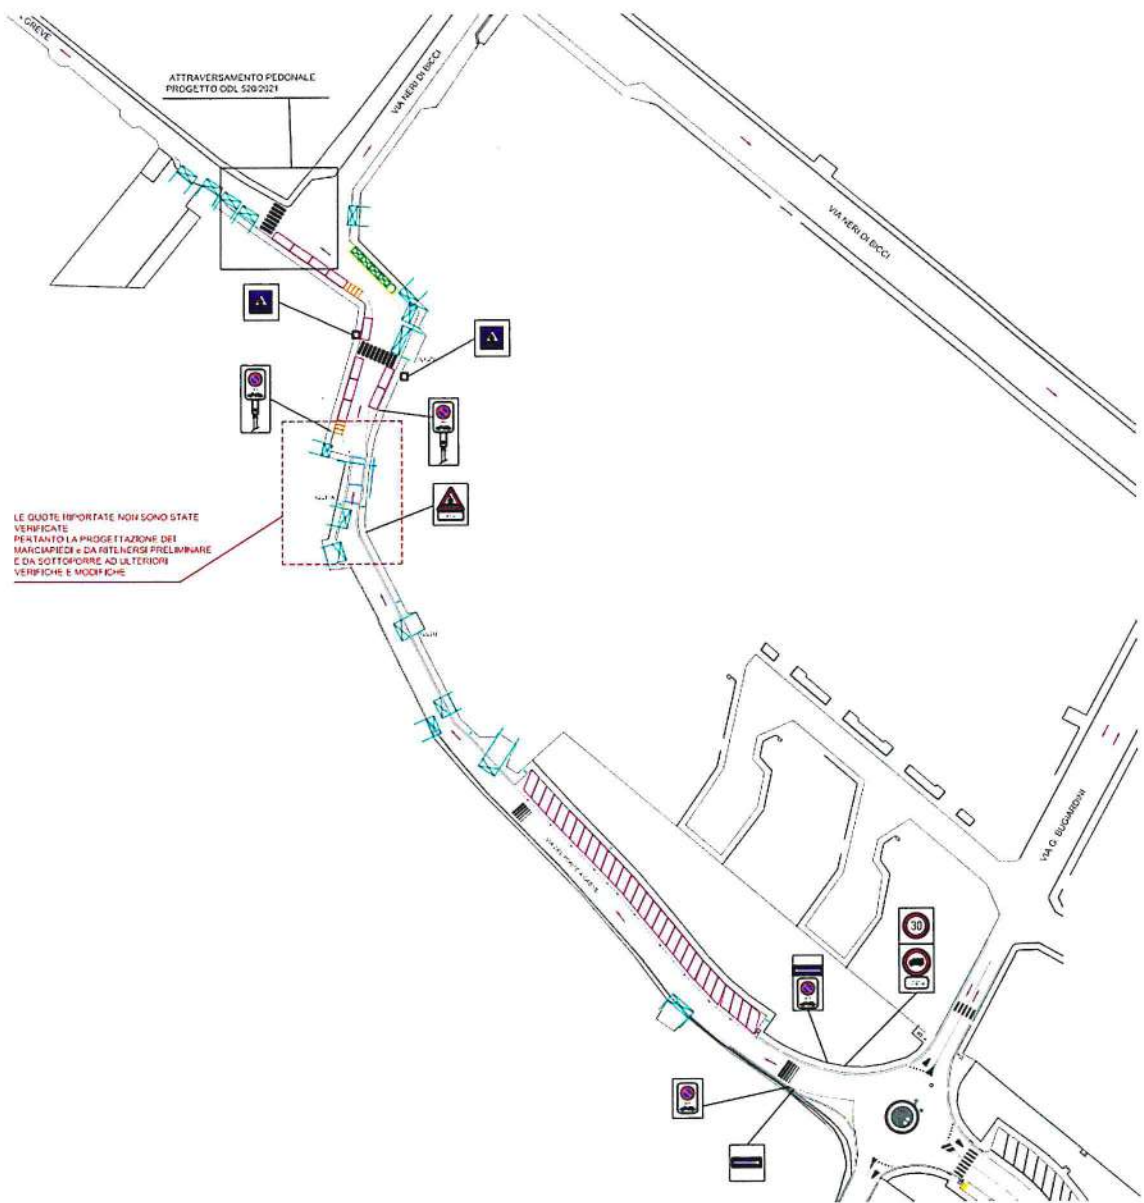 GREVE
VIA NERI DI BICCI
ATTRAVERSAMENTO PEDONALE
PROGETTO ODL 520/2021
VIA NERI DI BICCI
LE QUOTE RIPORTATE NON SONO STATE
VERIFICATE
PERTANTO LA PROGETTAZIONE DEI
MARCIAPIEDI e DA RITENERSI PRELIMINARE
E DA SOTTOPORRE AD ULTERIORI
VERIFICHE E MODIFICHE
VIA G. BUGIARDINI
30